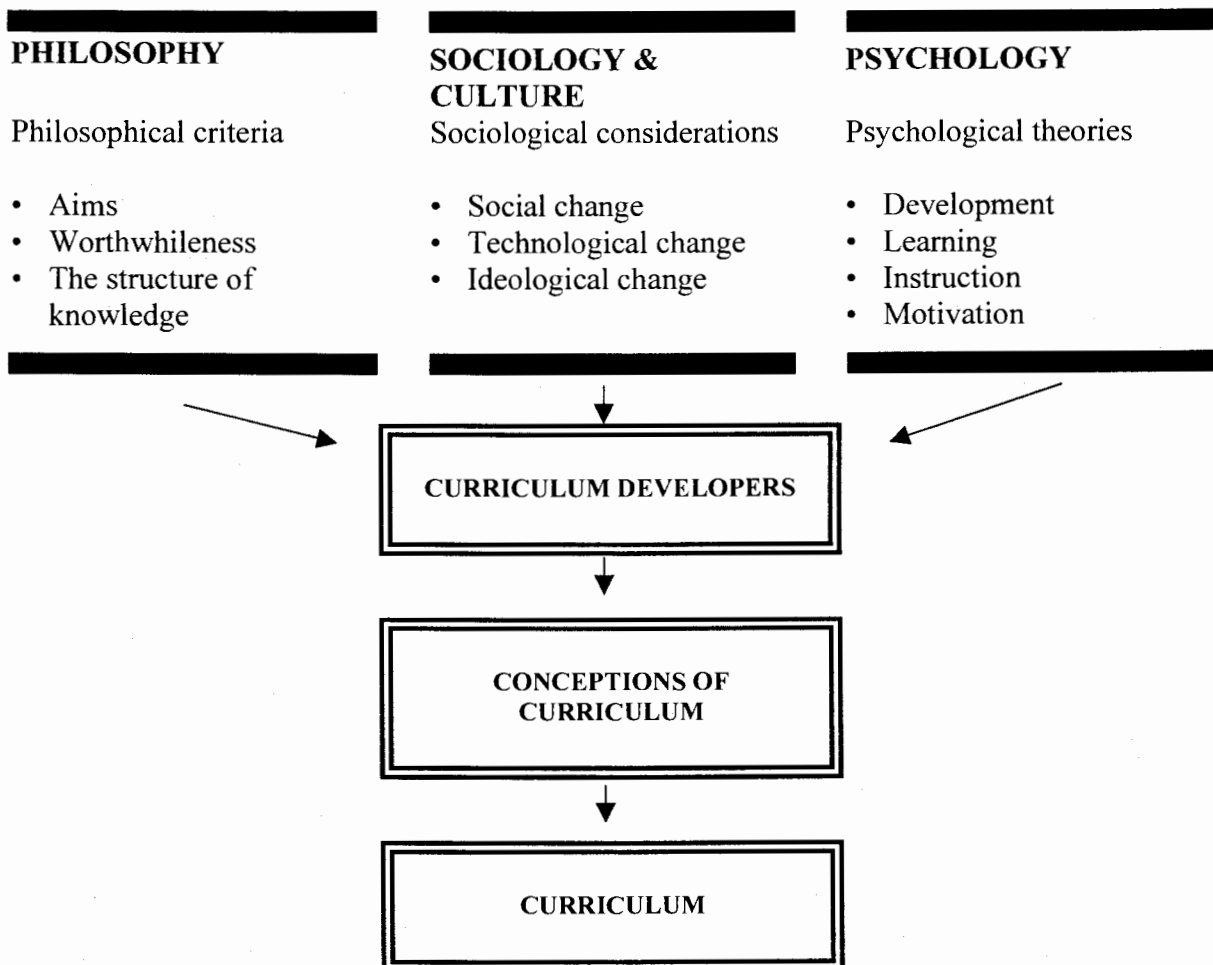 PHILOSOPHY
Philosophical criteria
• Aims
• Worthwhileness
• The structure of
knowledge
SOCIOLOGY &
CULTURE
Sociological considerations
• Social change
• Technological change
• Ideological change
PSYCHOLOGY
Psychological theories
• Development
• Learning
• Instruction
• Motivation
CURRICULUM DEVELOPERS
CONCEPTIONS OF
CURRICULUM
CURRICULUM